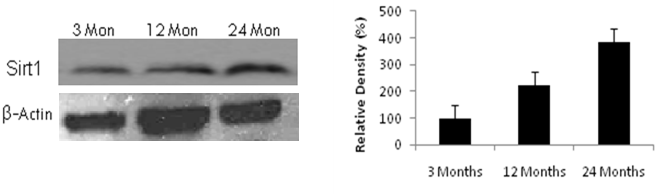 3 Mon 12 Mon 24 Mon
Sirt1
β-Actin
Relative Density (%)
500
400
300
200
100
0
3 Months 12 Months 24 Months